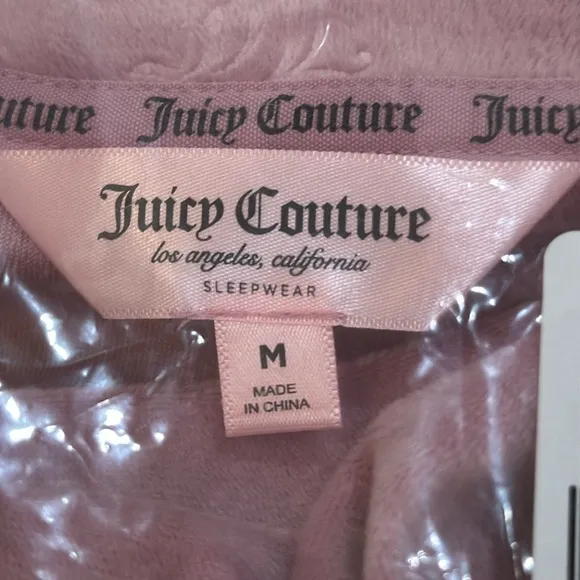 uture Juicy Couture Juicy
Juicy Couture
los angeles, california
SLEEPWEAR
M
MADE
IN CHINA